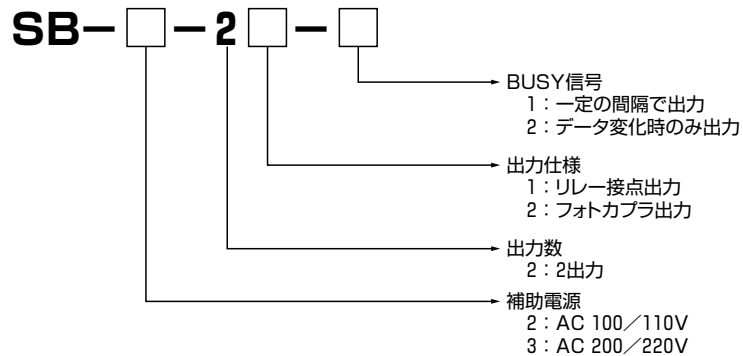 SB－□－2□－□
BUSY信号
1：一定の間隔で出力
2：データ変化時のみ出力
出力仕様
1：リレー接点出力
2：フォトカプラ出力
出力数
2：2出力
補助電源
2：AC 100／110V
3：AC 200／220V